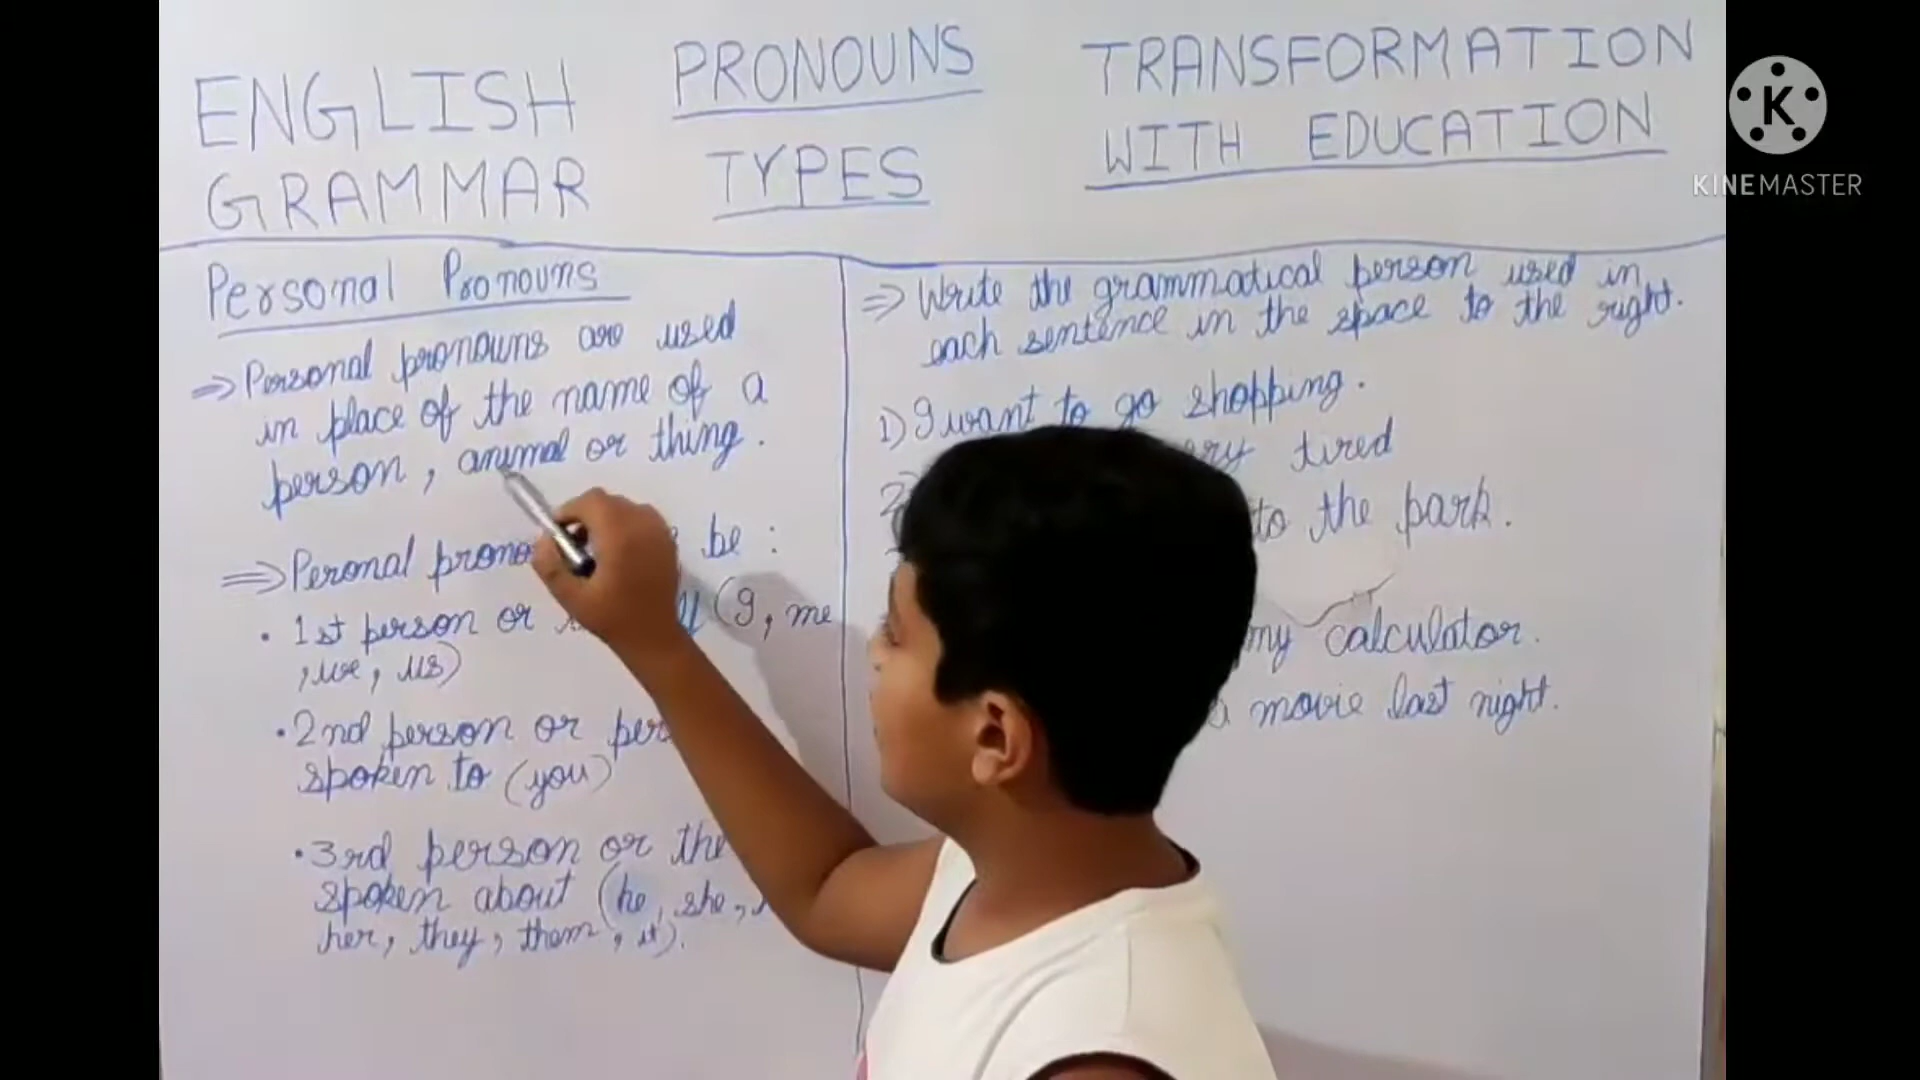 ENGLISH
GRAMMAR
PRONOUNS
TYPES
TRANSFORMATION
WITH EDUCATION
K
KINEMASTER
Personal Pronouns
⇒ Personal pronouns are used
in place of the name of a
person, animal or thing.
⇒ Peronal be :
• 1st person or (I, me
, we, us)
• 2nd person or
spoken to (you)
• 3rd person or the
spoken about (he, she,
her, they, them, it).
⇒ Write the grammatical person used in
each sentence in the space to the right.
1) I want to go shopping.
2) tired
to the park.
my calculator.
a movie last night.